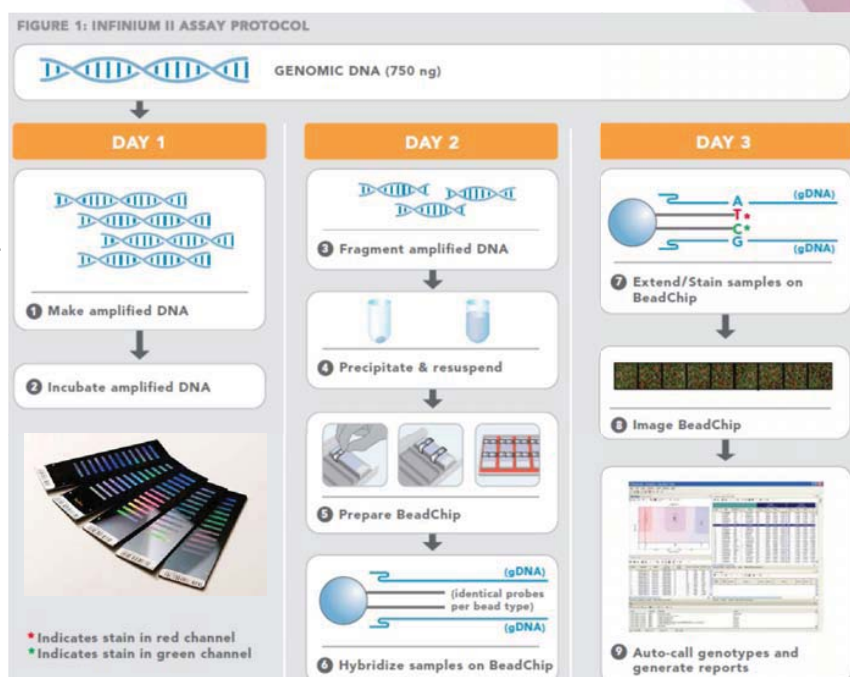 FIGURE 1: INFINIUM II ASSAY PROTOCOL
GENOMIC DNA (750 ng)
DAY 1
1 Make amplified DNA
2 Incubate amplified DNA
* Indicates stain in red channel
* Indicates stain in green channel
DAY 2
3 Fragment amplified DNA
4 Precipitate & resuspend
5 Prepare BeadChip
(gDNA)
(identical probes
per bead type)
(gDNA)
6 Hybridize samples on BeadChip
DAY 3
A (gDNA)
T*
C*
G (gDNA)
7 Extend/Stain samples on
BeadChip
8 Image BeadChip
9 Auto-call genotypes and
generate reports